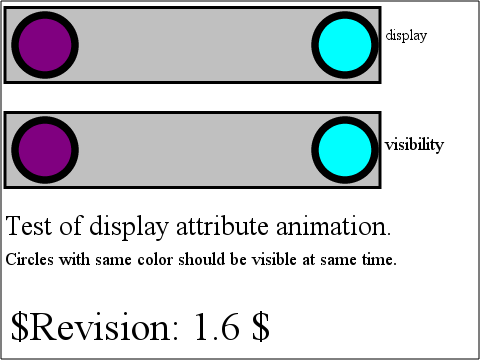 display
visibility
Test of display attribute animation.
Circles with same color should be visible at same time.
$Revision: 1.6 $